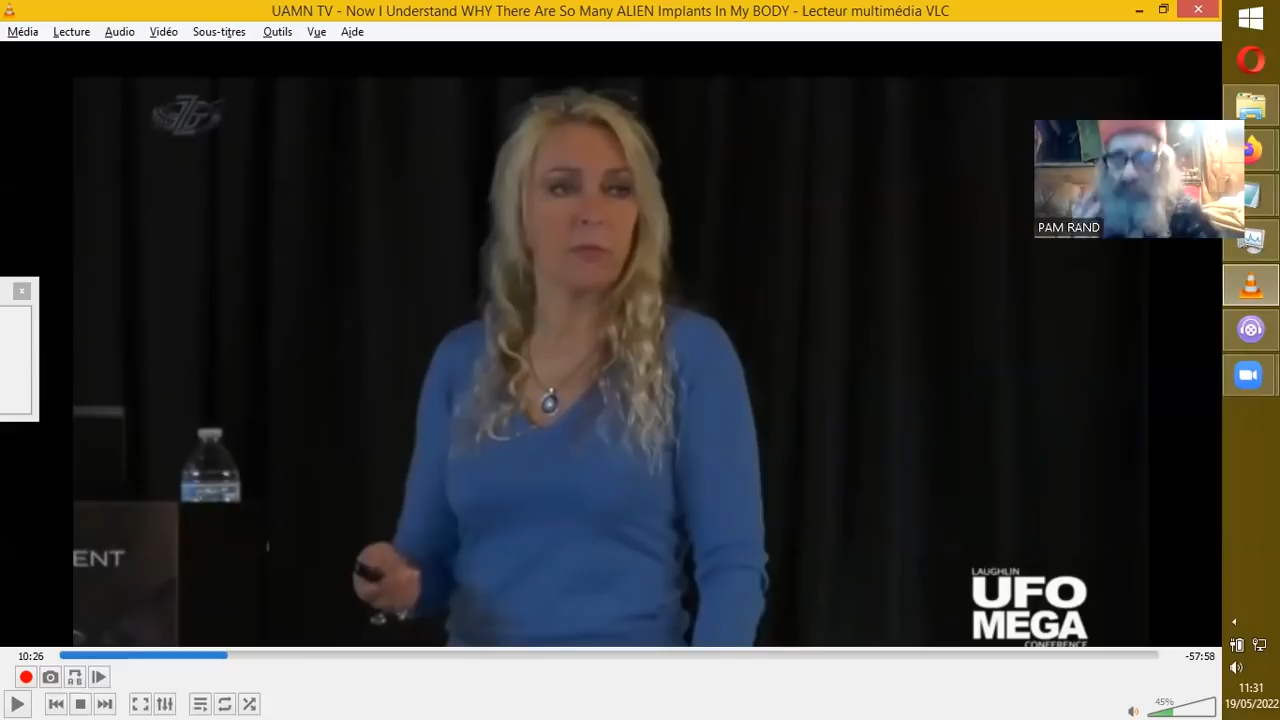 UAMN TV - Now I Understand WHY There Are So Many ALIEN Implants In My BODY - Lecteur multimédia VLC
Média Lecture Audio Vidéo Sous-titres Outils Vue Aide
PAM RAND
x
ENT
LAUGHLIN
UFO
MEGA
CONFERENCE
10:26
-57:58
A B
45%
11:31
19/05/2022